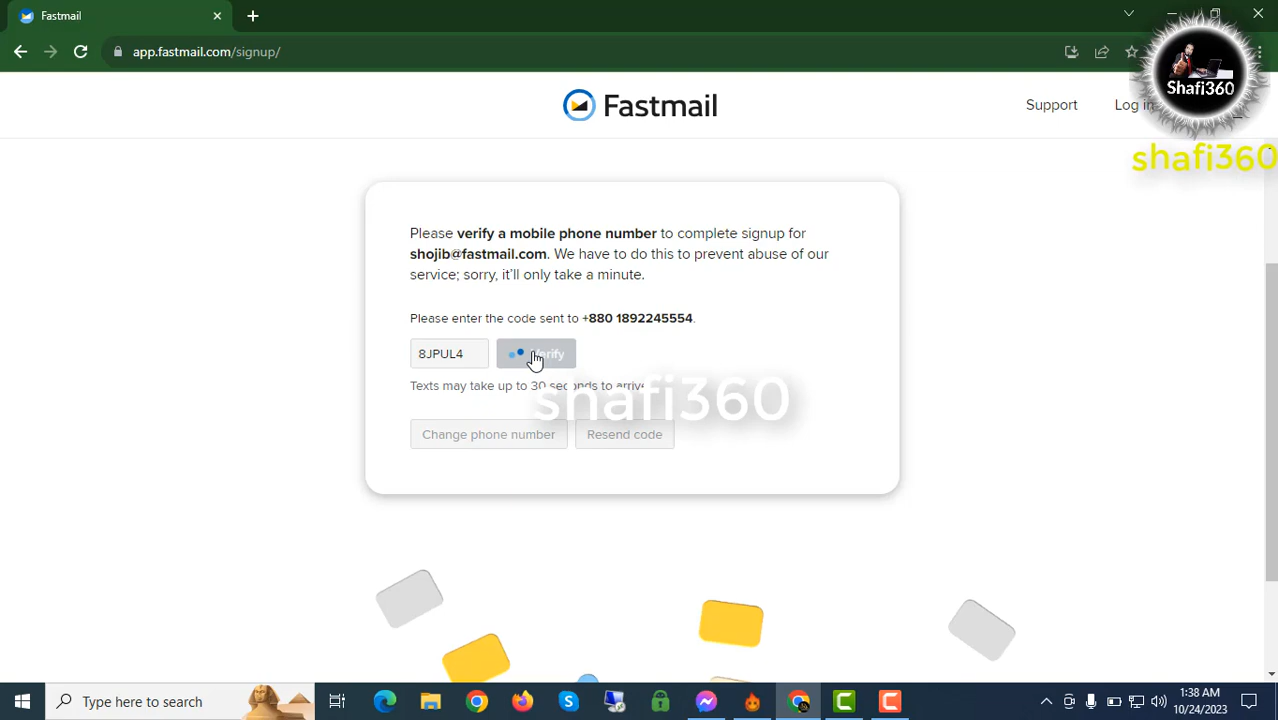 Fastmail
app.fastmail.com/signup/
Shafi360
shafi360
Fastmail
Support
Log in
Please verify a mobile phone number to complete signup for
shojib@fastmail.com. We have to do this to prevent abuse of our
service; sorry, it'll only take a minute.
Please enter the code sent to +880 1892245554.
8JPUL4
Verify
Texts may take up to 30 seconds to arrive
shafi360
Change phone number
Resend code
Type here to search
1:38 AM
10/24/2023